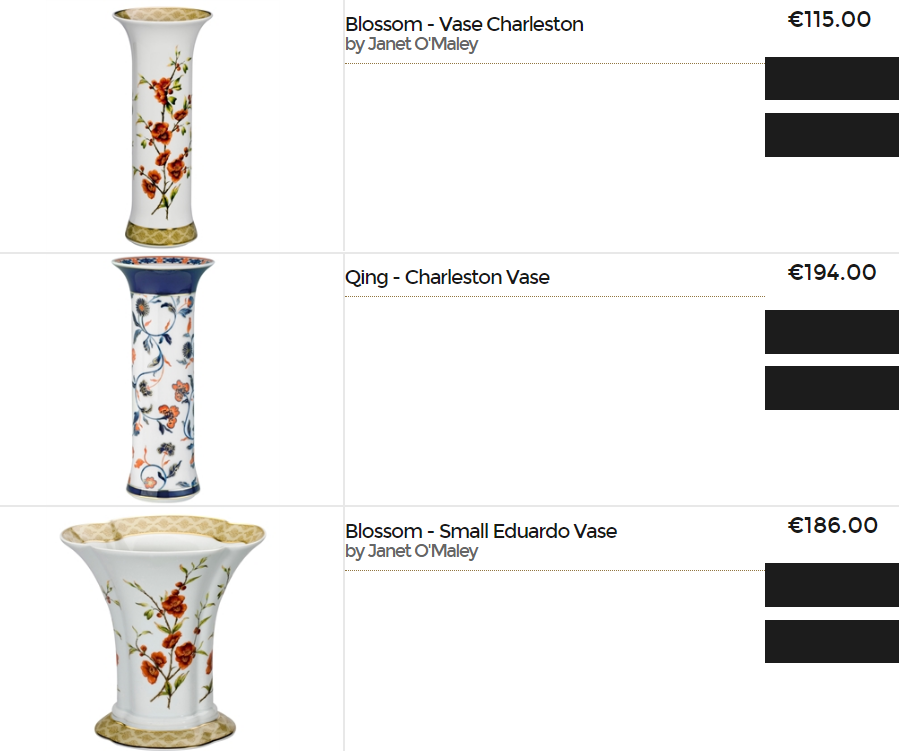 Blossom - Vase Charleston
by Janet O'Maley
€115.00
Qing - Charleston Vase
€194.00
Blossom - Small Eduardo Vase
by Janet O'Maley
€186.00